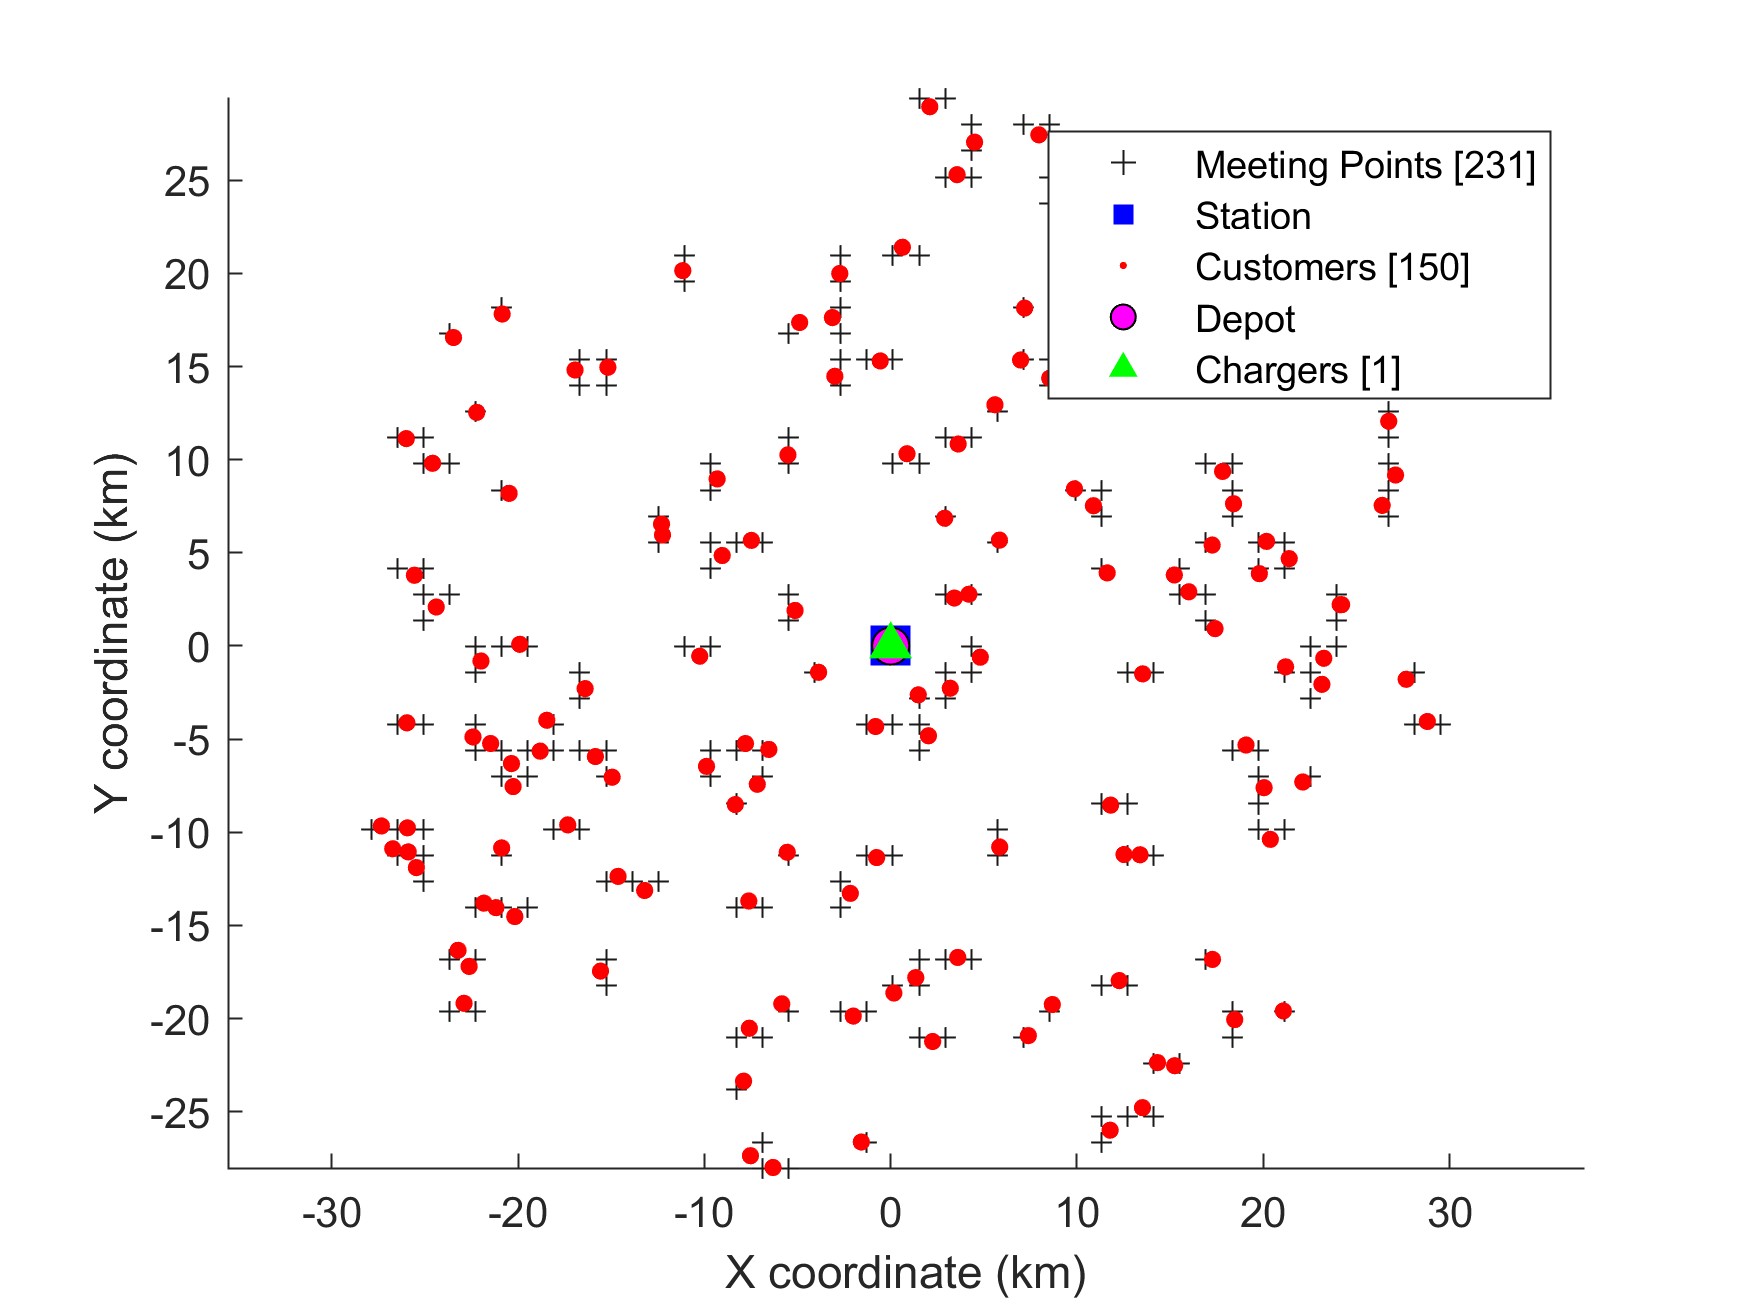 Meeting Points [231]
Station
Customers [150]
Depot
Chargers [1]
25
20
15
10
5
0
-5
-10
-15
-20
-25
Y coordinate (km)
-30 -20 -10 0 10 20 30
X coordinate (km)